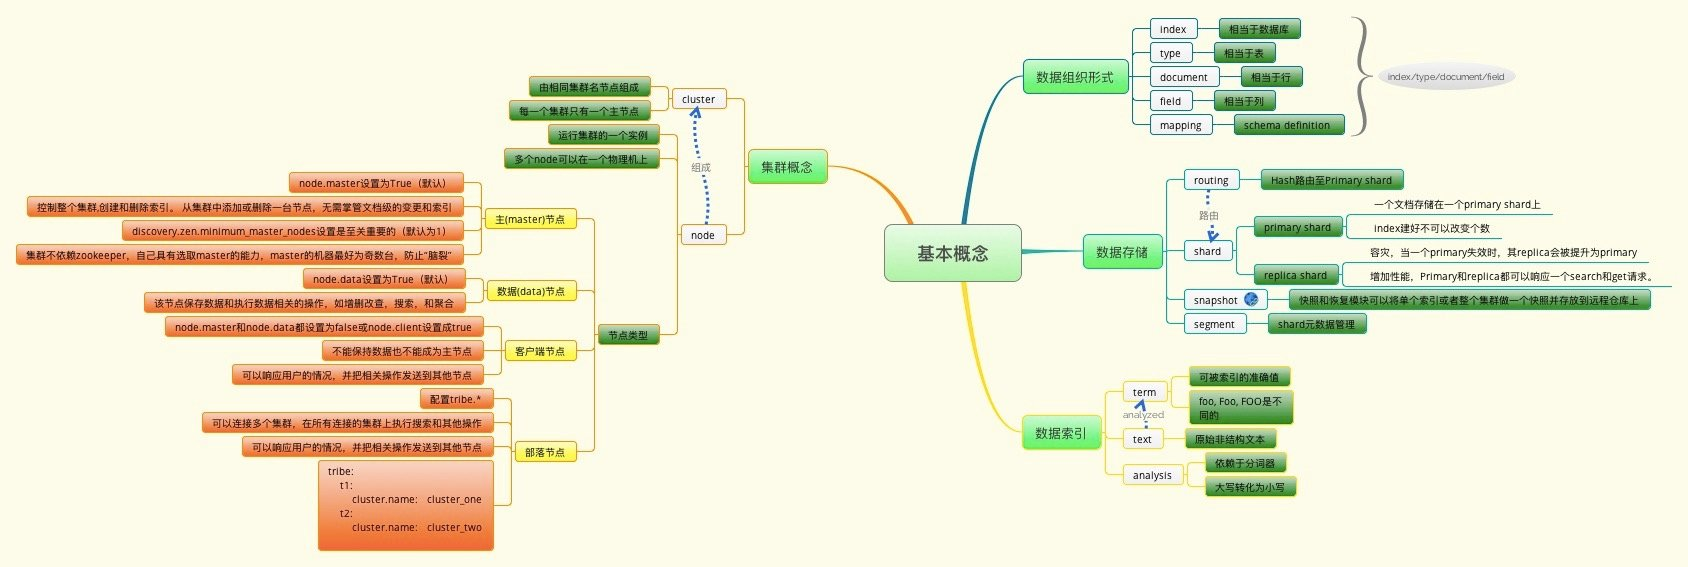 基本概念
数据组织形式
index
相当于数据库
type
相当于表
document
相当于行
field
相当于列
mapping
schema definition
index/type/document/field
数据存储
routing
Hash路由至Primary shard
路由
shard
primary shard
一个文档存储在一个primary shard上
index建好不可以改变个数
replica shard
容灾，当一个primary失效时，其replica会被提升为primary
增加性能，Primary和replica都可以响应一个search和get请求。
snapshot
快照和恢复模块可以将单个索引或者整个集群做一个快照并存放到远程仓库上
segment
shard元数据管理
数据索引
term
可被索引的准确值
foo, Foo, FOO是不
同的
analyzed
text
原始非结构文本
analysis
依赖于分词器
大写转化为小写
集群概念
cluster
由相同集群名节点组成
每一个集群只有一个主节点
组成
node
运行集群的一个实例
多个node可以在一个物理机上
节点类型
主(master)节点
node.master设置为True（默认）
控制整个集群,创建和删除索引。 从集群中添加或删除一台节点，无需掌管文档级的变更和索引
discovery.zen.minimum_master_nodes设置是至关重要的（默认为1）
集群不依赖zookeeper，自己具有选取master的能力，master的机器最好为奇数台，防止“脑裂”
数据(data)节点
node.data设置为True（默认）
该节点保存数据和执行数据相关的操作，如增删改查，搜索，和聚合
客户端节点
node.master和node.data都设置为false或node.client设置成true
不能保持数据也不能成为主节点
可以响应用户的情况，并把相关操作发送到其他节点
部落节点
配置tribe.*
可以连接多个集群，在所有连接的集群上执行搜索和其他操作
可以响应用户的情况，并把相关操作发送到其他节点
tribe:
t1:
cluster.name: cluster_one
t2:
cluster.name: cluster_two